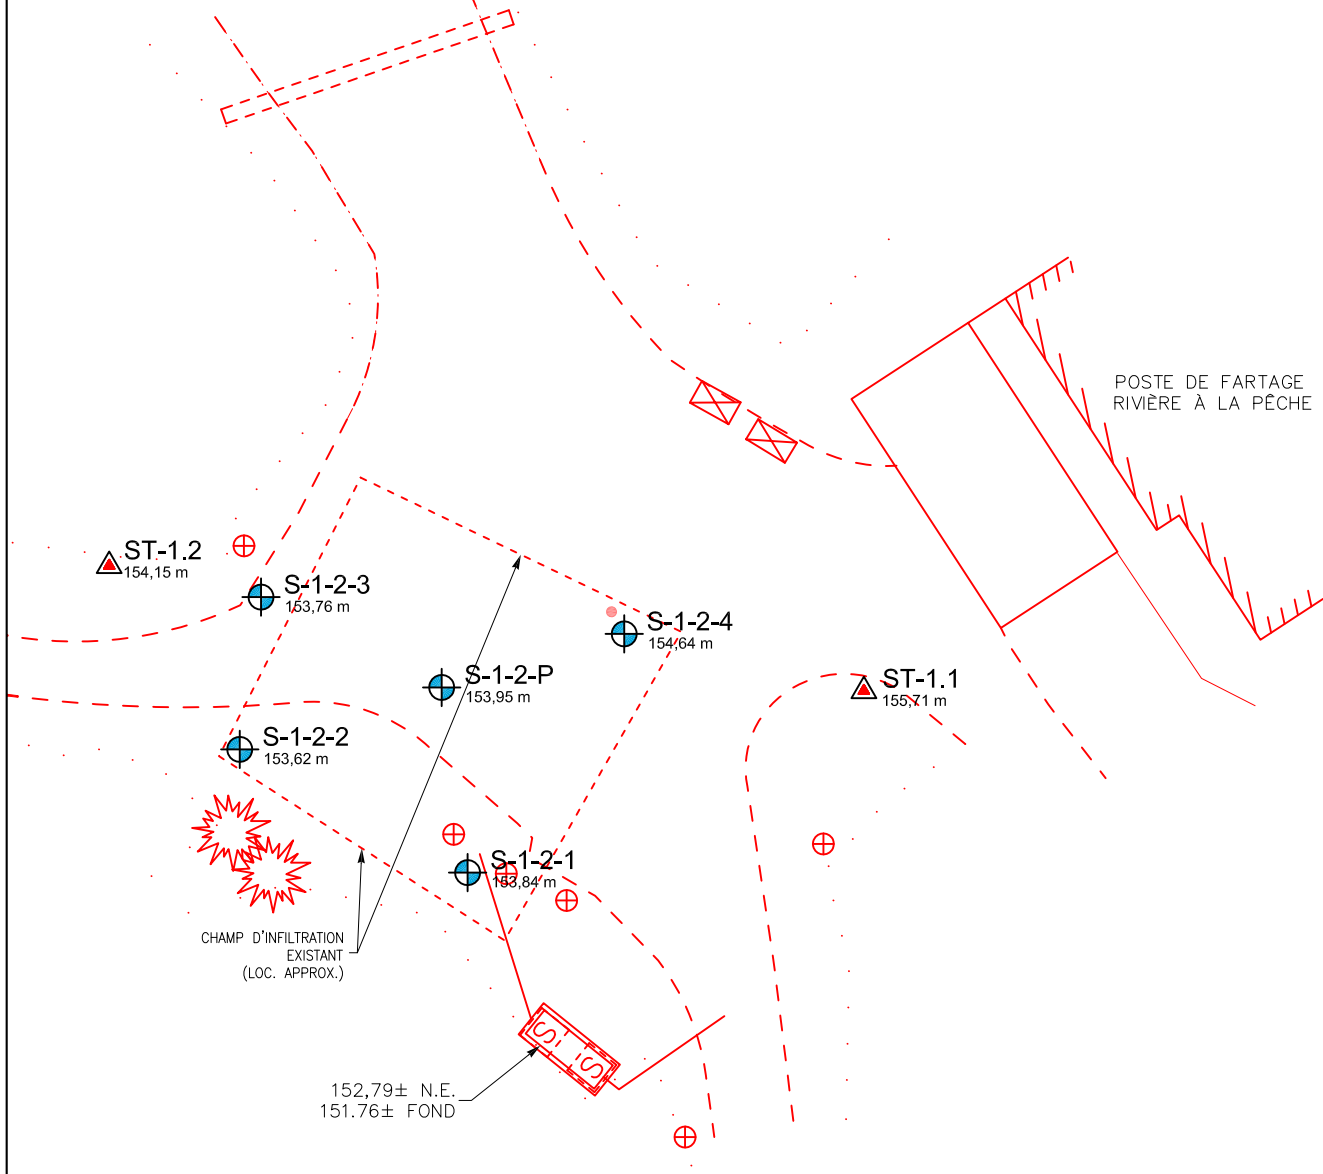 POSTE DE FARTAGE
RIVIÈRE À LA PÊCHE
ST-1.2
154,15 m
S-1-2-3
153,76 m
S-1-2-4
154,64 m
S-1-2-P
153,95 m
ST-1.1
155,71 m
S-1-2-2
153,62 m
S-1-2-1
153,84 m
CHAMP D'INFILTRATION
EXISTANT
(LOC. APPROX.)
S
S
152,79± N.E.
151.76± FOND